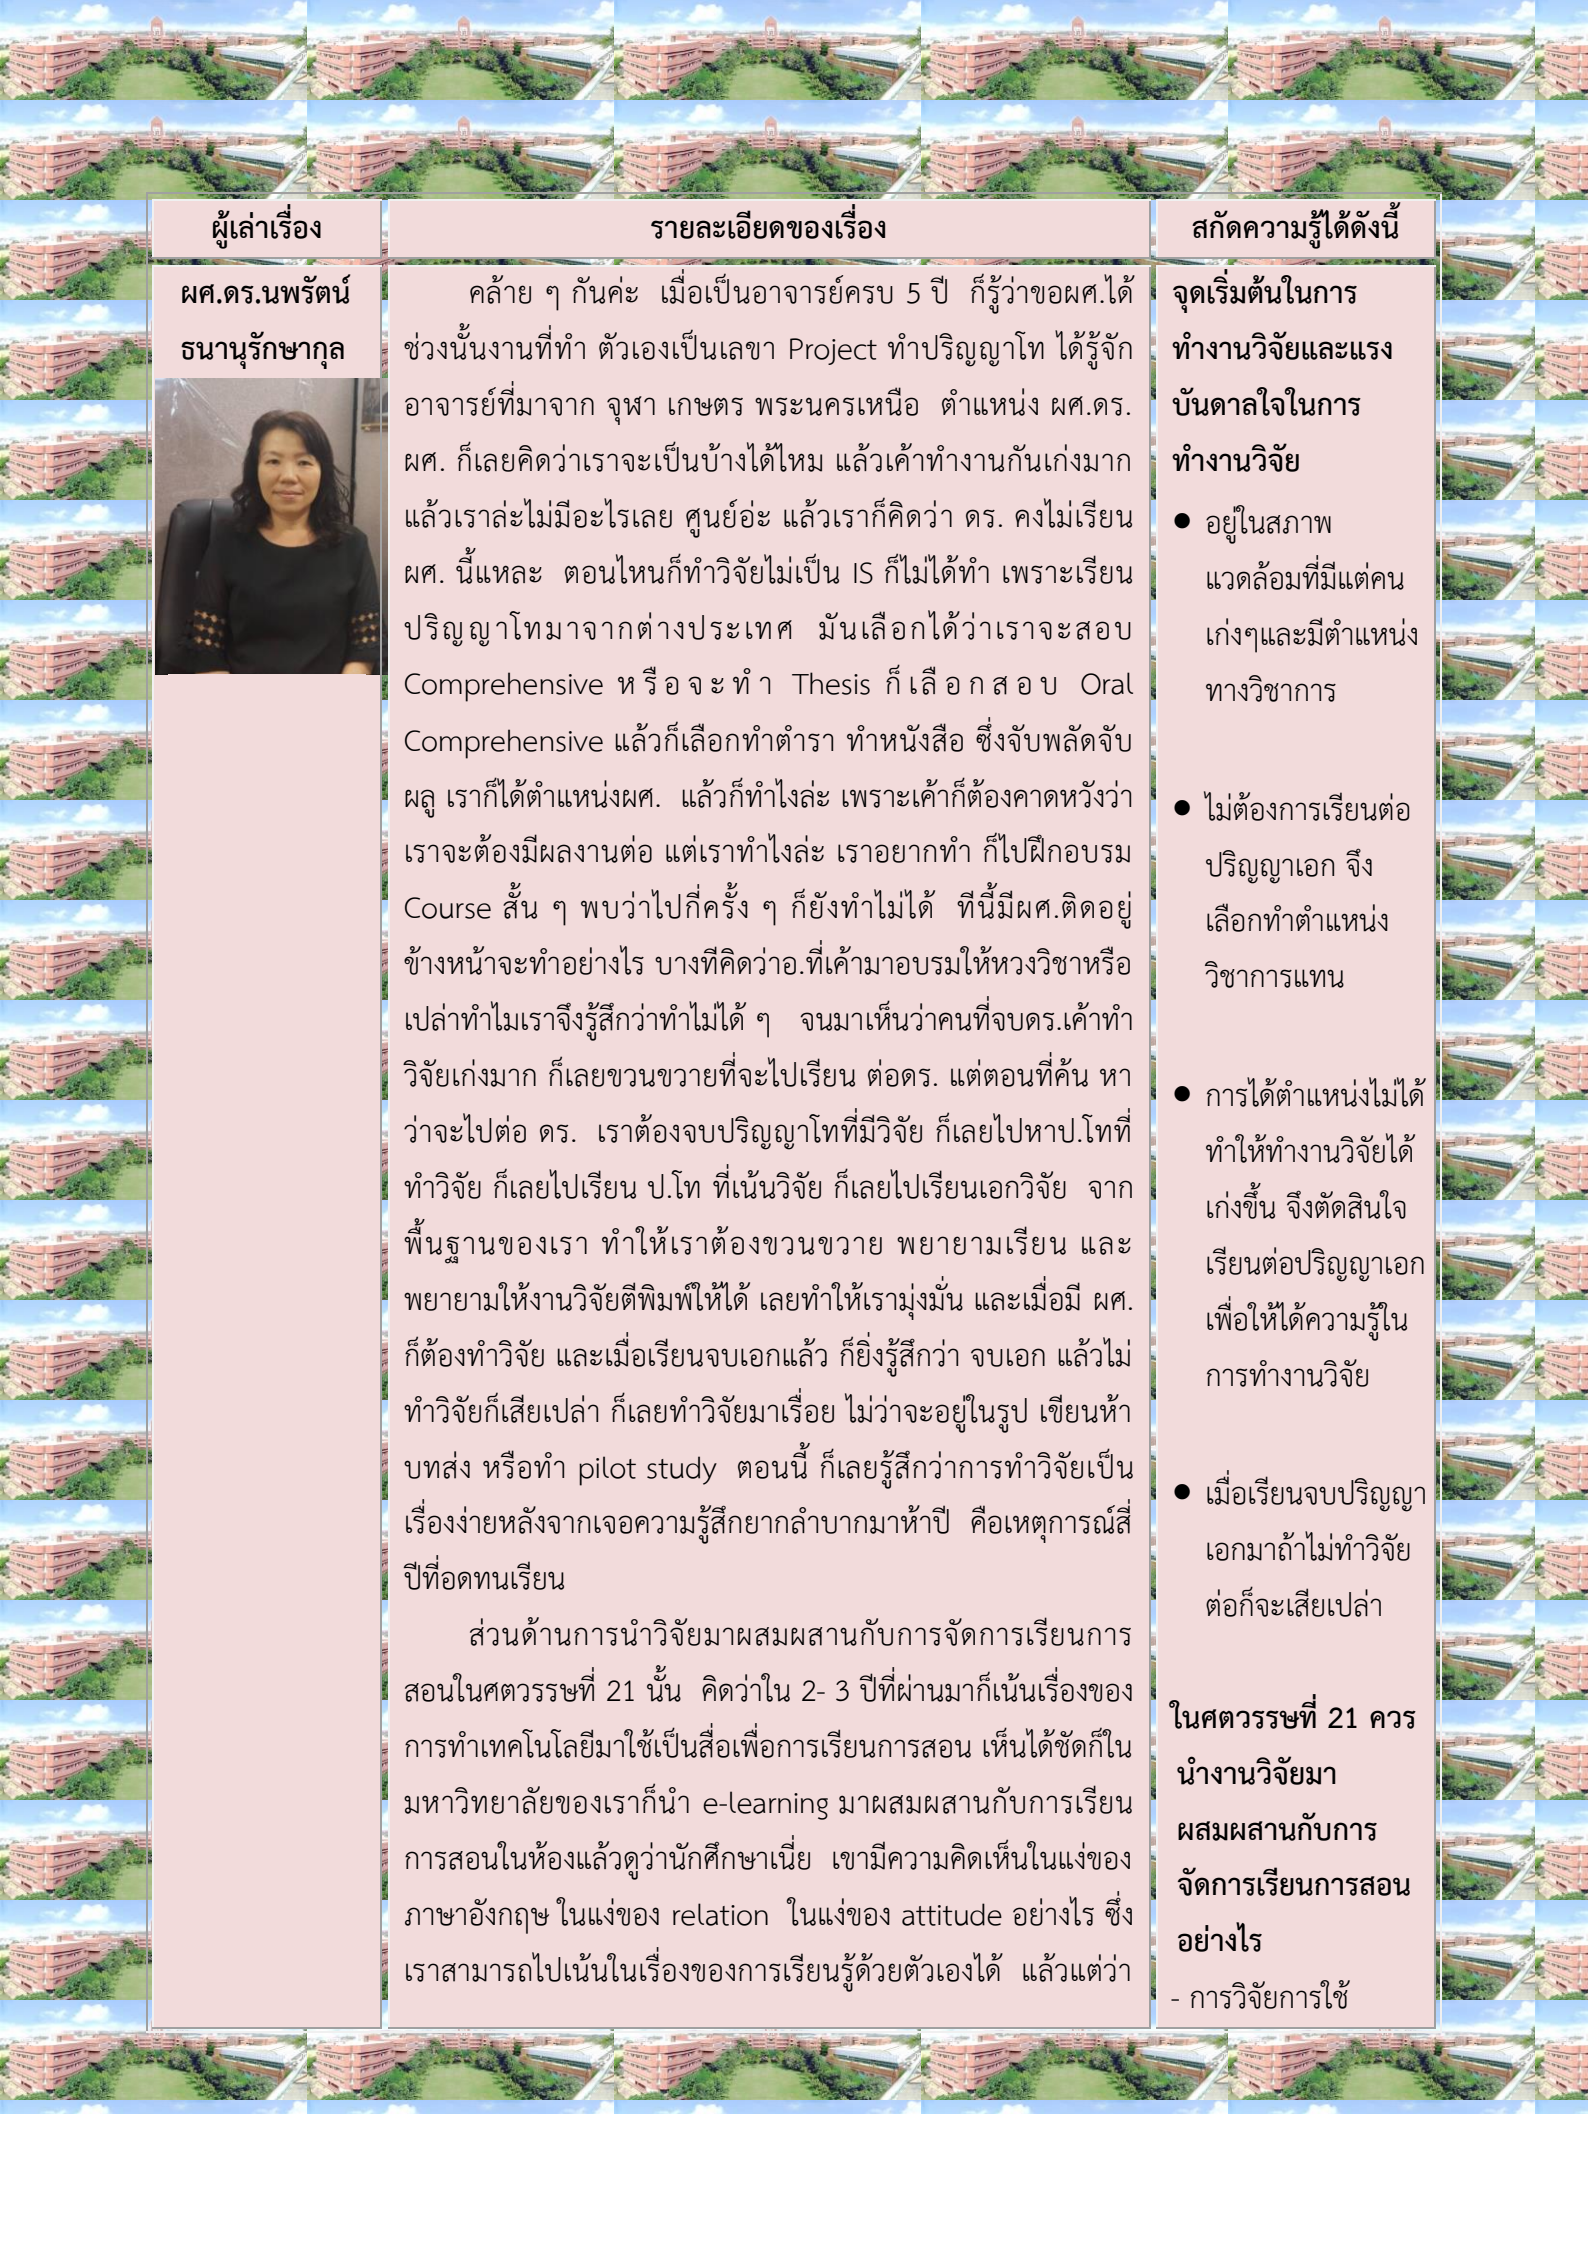 ผู้เล่าเรื่อง
รายละเอียดของเรื่อง
สกัดความรู้ได้ดังนี้
ผศ.ดร.นพรัตน์
ธนานุรักษากุล
คล้าย ๆ กันค่ะ เมื่อเป็นอาจารย์ครบ 5 ปี ก็รู้ว่าขอผศ.ได้
ช่วงนั้นงานที่ทำ ตัวเองเป็นเลขา Project ทำปริญญาโท ได้รู้จัก
อาจารย์ที่มาจาก จุฬา เกษตร พระนครเหนือ ตำแหน่ง ผศ.ดร.
ผศ. ก็เลยคิดว่าเราจะเป็นบ้างได้ไหม แล้วเค้าทำงานกันเก่งมาก
แล้วเราล่ะไม่มีอะไรเลย ศูนย์อ่ะ แล้วเราก็คิดว่า ดร. คงไม่เรียน
ผศ. นี้แหละ ตอนไหนก็ทำวิจัยไม่เป็น IS ก็ไม่ได้ทำ เพราะเรียน
ปริญญาโทมาจากต่างประเทศ มันเลือกได้ว่าเราจะสอบ
Comprehensive หรือจะทำ Thesis ก็เลือกสอบ Oral
Comprehensive แล้วก็เลือกทำตำรา ทำหนังสือ ซึ่งจับพลัดจับ
ผลู เราก็ได้ตำแหน่งผศ. แล้วก็ทำไงล่ะ เพราะเค้าก็ต้องคาดหวังว่า
เราจะต้องมีผลงานต่อ แต่เราทำไงล่ะ เราอยากทำ ก็ไปฝึกอบรม
Course สั้น ๆ พบว่าไปกี่ครั้ง ๆ ก็ยังทำไม่ได้ ทีนี้มีผศ.ติดอยู่
ข้างหน้าจะทำอย่างไร บางทีคิดว่าอ.ที่เค้ามาอบรมให้หวงวิชาหรือ
เปล่าทำไมเราจึงรู้สึกว่าทำไม่ได้ ๆ จนมาเห็นว่าคนที่จบดร.เค้าทำ
วิจัยเก่งมาก ก็เลยขวนขวายที่จะไปเรียน ต่อดร. แต่ตอนที่ค้น หา
ว่าจะไปต่อ ดร. เราต้องจบปริญญาโทที่มีวิจัย ก็เลยไปหาป.โทที่
ทำวิจัย ก็เลยไปเรียน ป.โท ที่เน้นวิจัย ก็เลยไปเรียนเอกวิจัย จาก
พื้นฐานของเรา ทำให้เราต้องขวนขวาย พยายามเรียน และ
พยายามให้งานวิจัยตีพิมพ์ให้ได้ เลยทำให้เรามุ่งมั่น และเมื่อมี ผศ.
ก็ต้องทำวิจัย และเมื่อเรียนจบเอกแล้ว ก็ยิ่งรู้สึกว่า จบเอก แล้วไม่
ทำวิจัยก็เสียเปล่า ก็เลยทำวิจัยมาเรื่อย ไม่ว่าจะอยู่ในรูป เขียนห้า
บทส่ง หรือทำ pilot study ตอนนี้ ก็เลยรู้สึกว่าการทำวิจัยเป็น
เรื่องง่ายหลังจากเจอความรู้สึกยากลำบากมาห้าปี คือเหตุการณ์สี่
ปีที่อดทนเรียน
ส่วนด้านการนำวิจัยมาผสมผสานกับการจัดการเรียนการ
สอนในศตวรรษที่ 21 นั้น คิดว่าใน 2- 3 ปีที่ผ่านมาก็เน้นเรื่องของ
การทำเทคโนโลยีมาใช้เป็นสื่อเพื่อการเรียนการสอน เห็นได้ชัดก็ใน
มหาวิทยาลัยของเราก็นำ e-learning มาผสมผสานกับการเรียน
การสอนในห้องแล้วดูว่านักศึกษาเนี่ย เขามีความคิดเห็นในแง่ของ
ภาษาอังกฤษ ในแง่ของ relation ในแง่ของ attitude อย่างไร ซึ่ง
เราสามารถไปเน้นในเรื่องของการเรียนรู้ด้วยตัวเองได้ แล้วแต่ว่า
จุดเริ่มต้นในการ
ทำงานวิจัยและแรง
บันดาลใจในการ
ทำงานวิจัย
● อยู่ในสภาพ
แวดล้อมที่มีแต่คน
เก่งๆและมีตำแหน่ง
ทางวิชาการ
● ไม่ต้องการเรียนต่อ
ปริญญาเอก จึง
เลือกทำตำแหน่ง
วิชาการแทน
● การได้ตำแหน่งไม่ได้
ทำให้ทำงานวิจัยได้
เก่งขึ้น จึงตัดสินใจ
เรียนต่อปริญญาเอก
เพื่อให้ได้ความรู้ใน
การทำงานวิจัย
● เมื่อเรียนจบปริญญา
เอกมาถ้าไม่ทำวิจัย
ต่อก็จะเสียเปล่า
ในศตวรรษที่ 21 ควร
นำงานวิจัยมา
ผสมผสานกับการ
จัดการเรียนการสอน
อย่างไร
- การวิจัยการใช้